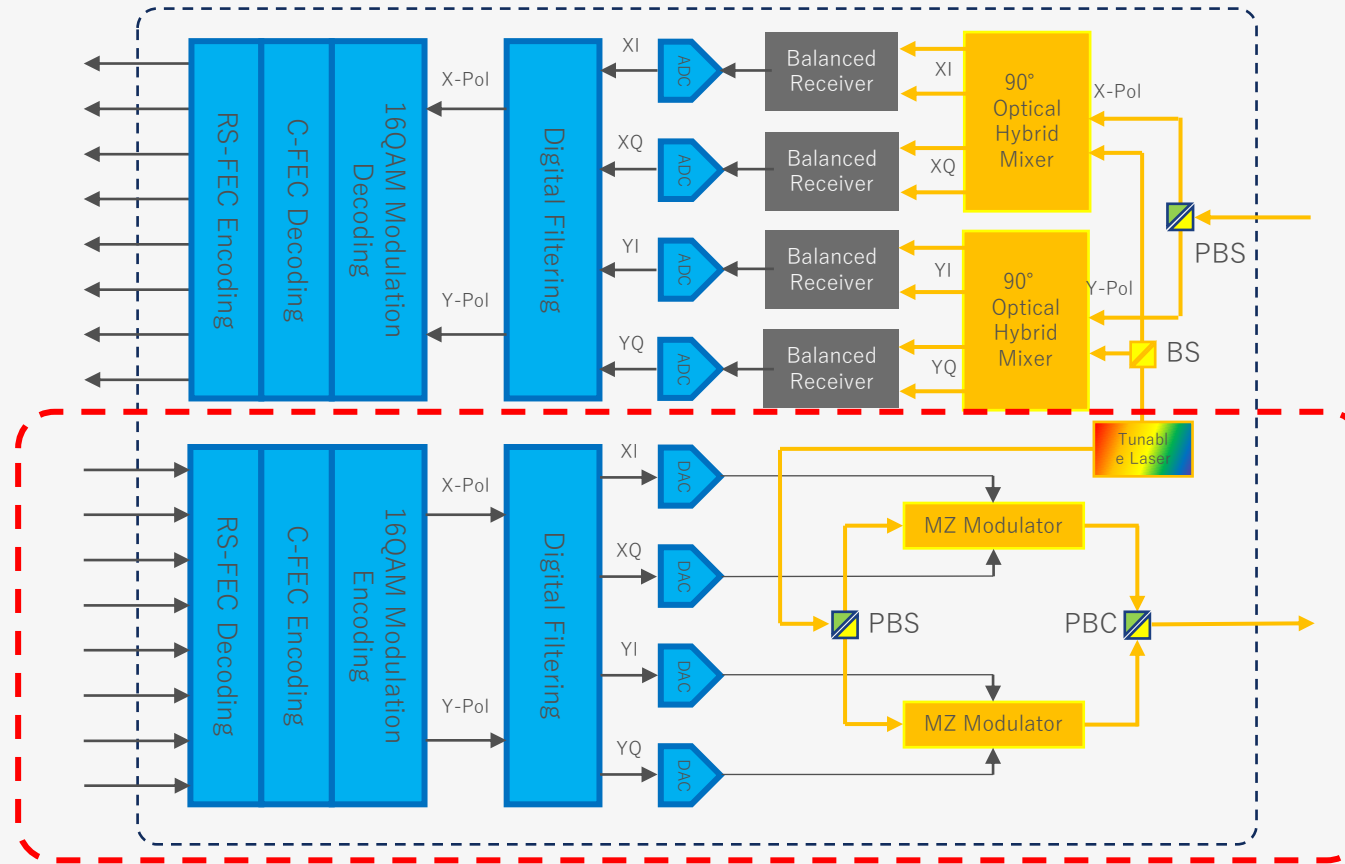 RS-FEC Encoding
C-FEC Decoding
16QAM Modulation
Decoding
X-Pol
Y-Pol
Digital Filtering
XI
XQ
YI
YQ
ADC
ADC
ADC
ADC
Balanced
Receiver
Balanced
Receiver
Balanced
Receiver
Balanced
Receiver
XI
XQ
YI
YQ
90°
Optical
Hybrid
Mixer
90°
Optical
Hybrid
Mixer
X-Pol
Y-Pol
PBS
BS
Tunabl
e Laser
RS-FEC Decoding
C-FEC Encoding
16QAM Modulation
Encoding
X-Pol
Y-Pol
Digital Filtering
XI
XQ
YI
YQ
DAC
DAC
DAC
DAC
MZ Modulator
PBS
PBC
MZ Modulator